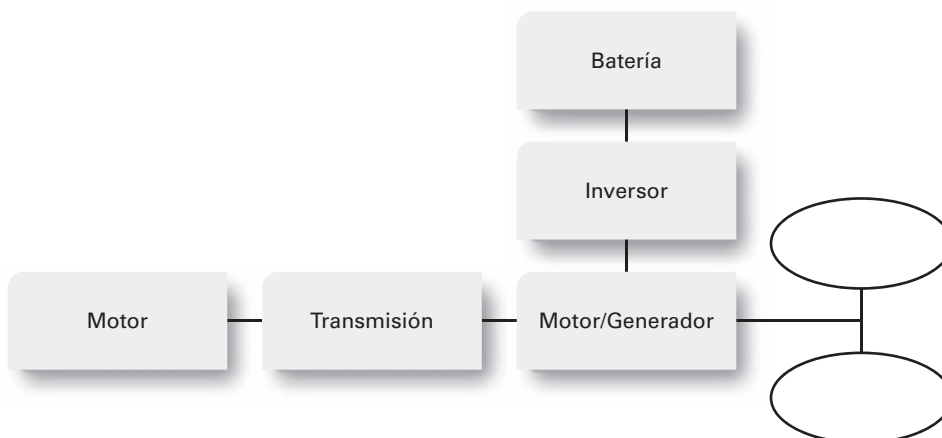 Batería
Inversor
Motor
Transmisión
Motor/Generador